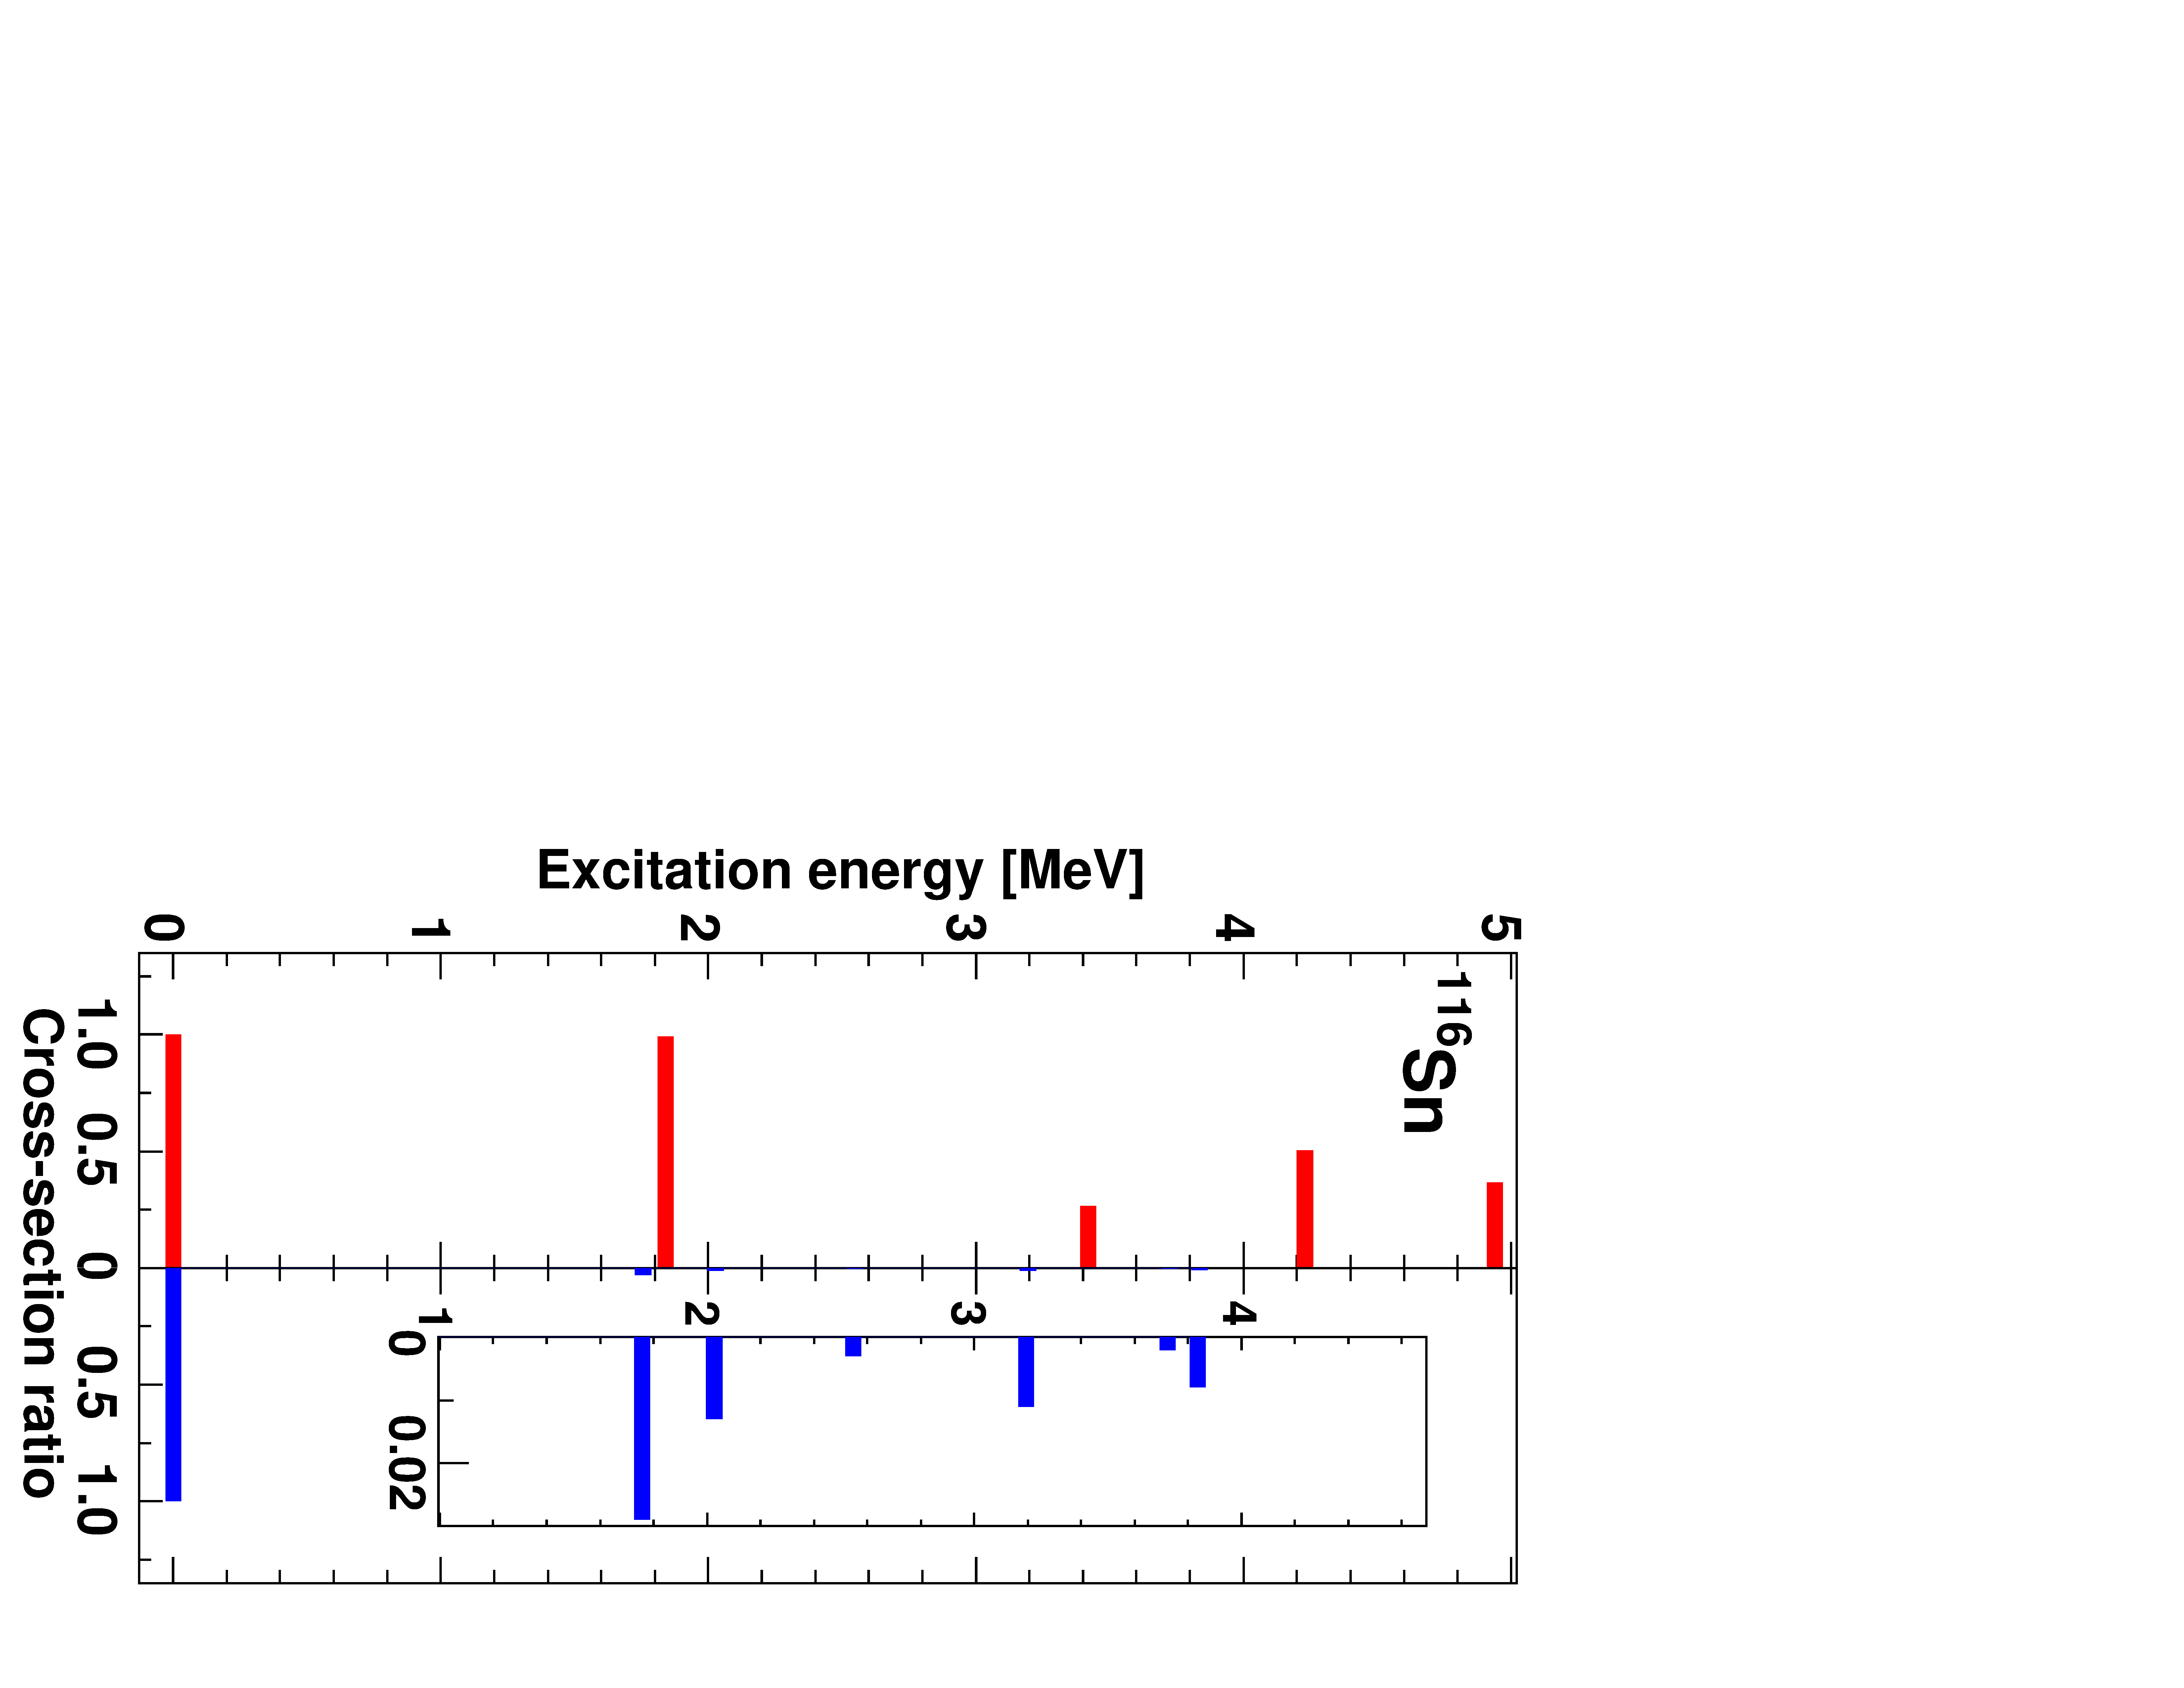 Excitation energy [MeV]
0 1 2 3 4 5
¹¹⁶Sn
1.0 0.5 0 0.5 1.0
Cross-section ratio
1 2 3 4
0 0.02